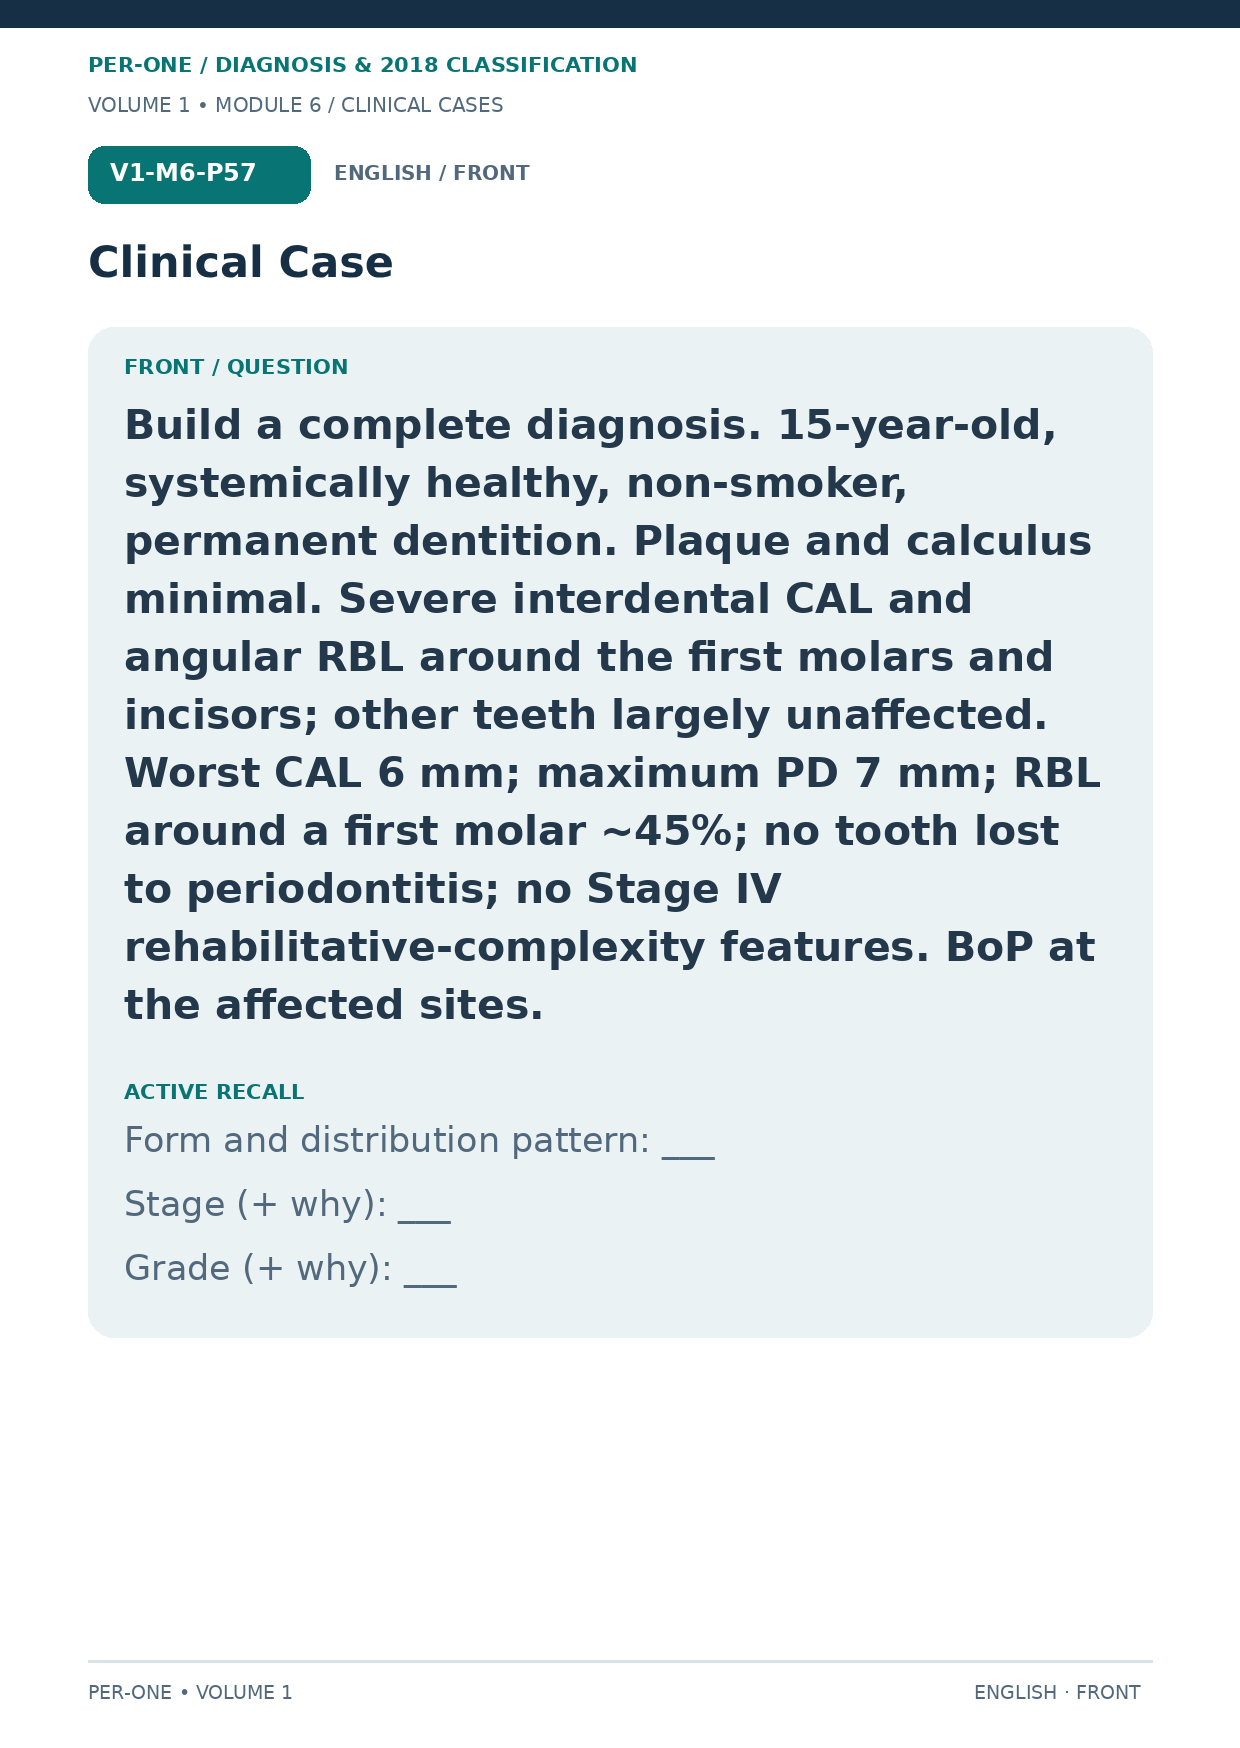 PER-ONE / DIAGNOSIS & 2018 CLASSIFICATION
VOLUME 1 • MODULE 6 / CLINICAL CASES
V1-M6-P57
ENGLISH / FRONT
Clinical Case
FRONT / QUESTION
Build a complete diagnosis. 15-year-old,
systemically healthy, non-smoker,
permanent dentition. Plaque and calculus
minimal. Severe interdental CAL and
angular RBL around the first molars and
incisors; other teeth largely unaffected.
Worst CAL 6 mm; maximum PD 7 mm; RBL
around a first molar ~45%; no tooth lost
to periodontitis; no Stage IV
rehabilitative-complexity features. BoP at
the affected sites.
ACTIVE RECALL
Form and distribution pattern: ___
Stage (+ why): ___
Grade (+ why): ___
PER-ONE • VOLUME 1
ENGLISH · FRONT